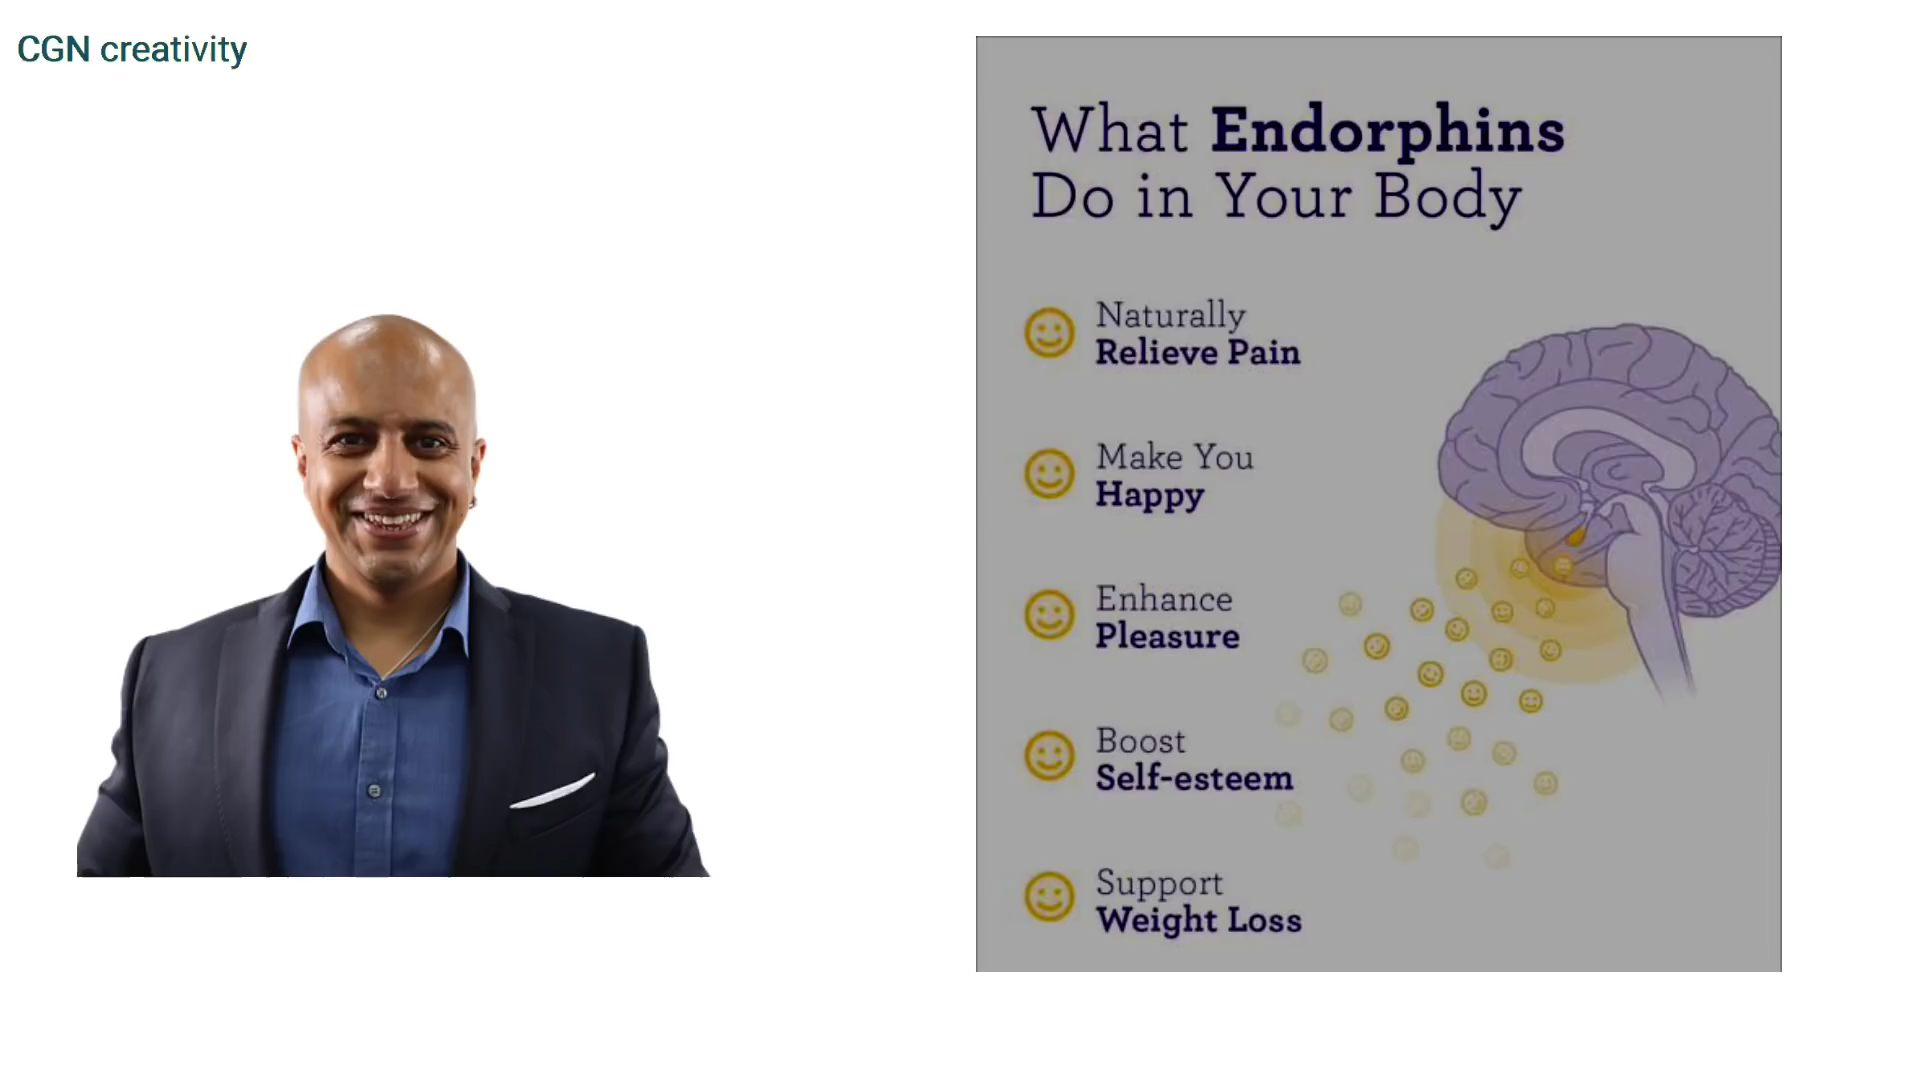 CGN creativity
What Endorphins
Do in Your Body
Naturally
Relieve Pain
Make You
Happy
Enhance
Pleasure
Boost
Self-esteem
Support
Weight Loss